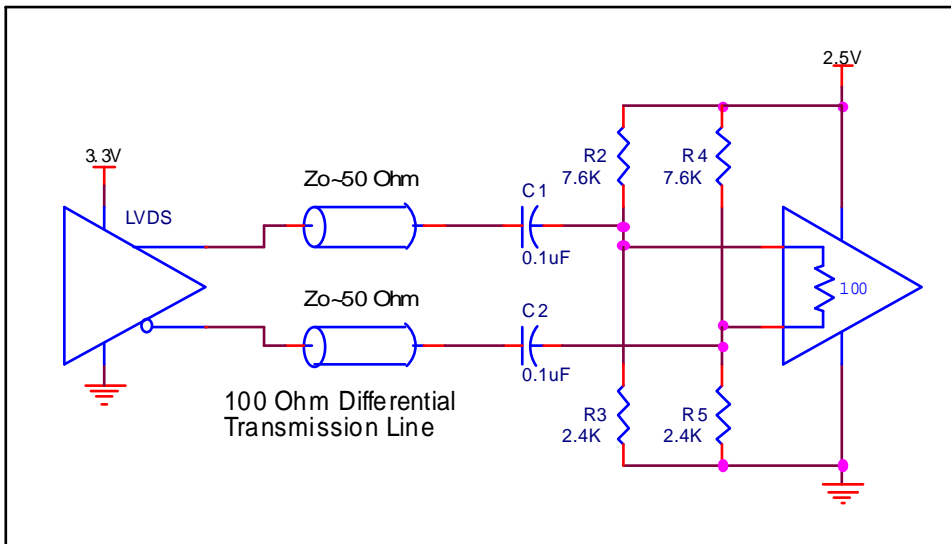 2.5V
3.3V
LVDS
Zo~50 Ohm
C1
0.1uF
R2
7.6K
R4
7.6K
100
Zo~50 Ohm
C2
0.1uF
100 Ohm Differential
Transmission Line
R3
2.4K
R5
2.4K